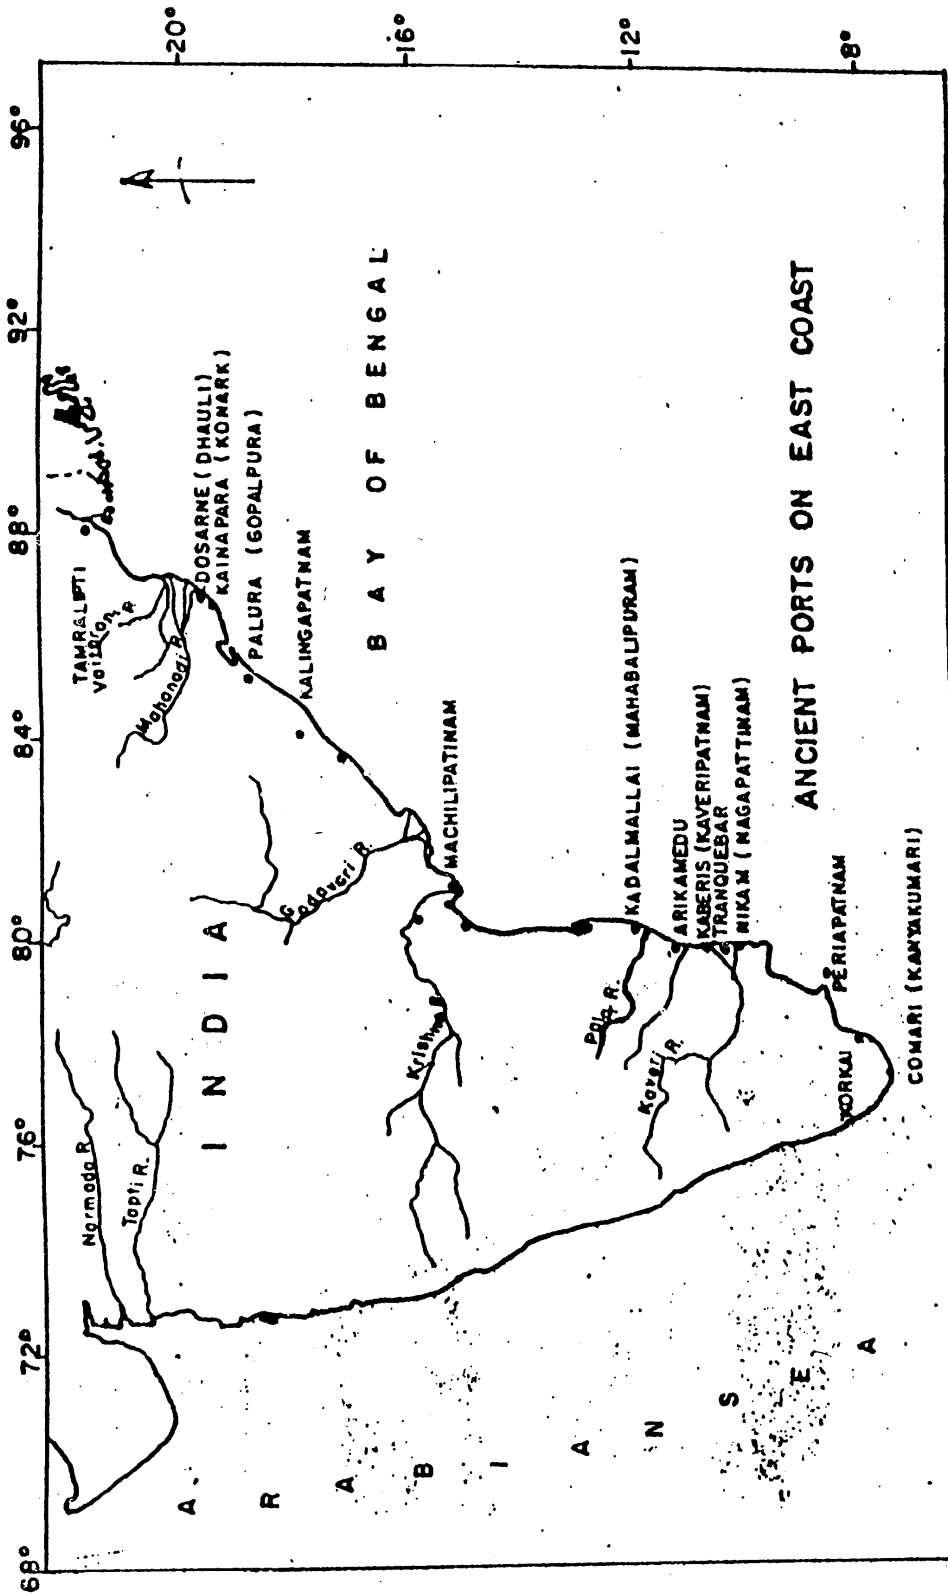 68°
72°
76°
80°
84°
88°
92°
96°
20°
16°
12°
8°
TAMRALIPTI
Vaitarani R.
Mahanadi R.
DOSARNE (DHAULI)
KAINAPARA (KONARK)
PALURA (GOPALPURA)
KALINGAPATNAM
Narmada R.
Tapti R.
INDIA
Godaveri R.
MACHILIPATINAM
BAY OF BENGAL
Krishna R.
KADALMALLAI (MAHABALIPURAM)
Palar R.
ARIKAMEDU
KABERIS (KAVERIPATNAM)
TRANQUEBAR
NIKAM (NAGAPATTINAM)
Kaveri R.
PERIAPATNAM
KORKAI
COMARI (KANYAKUMARI)
ARABIAN SEA
ANCIENT PORTS ON EAST COAST